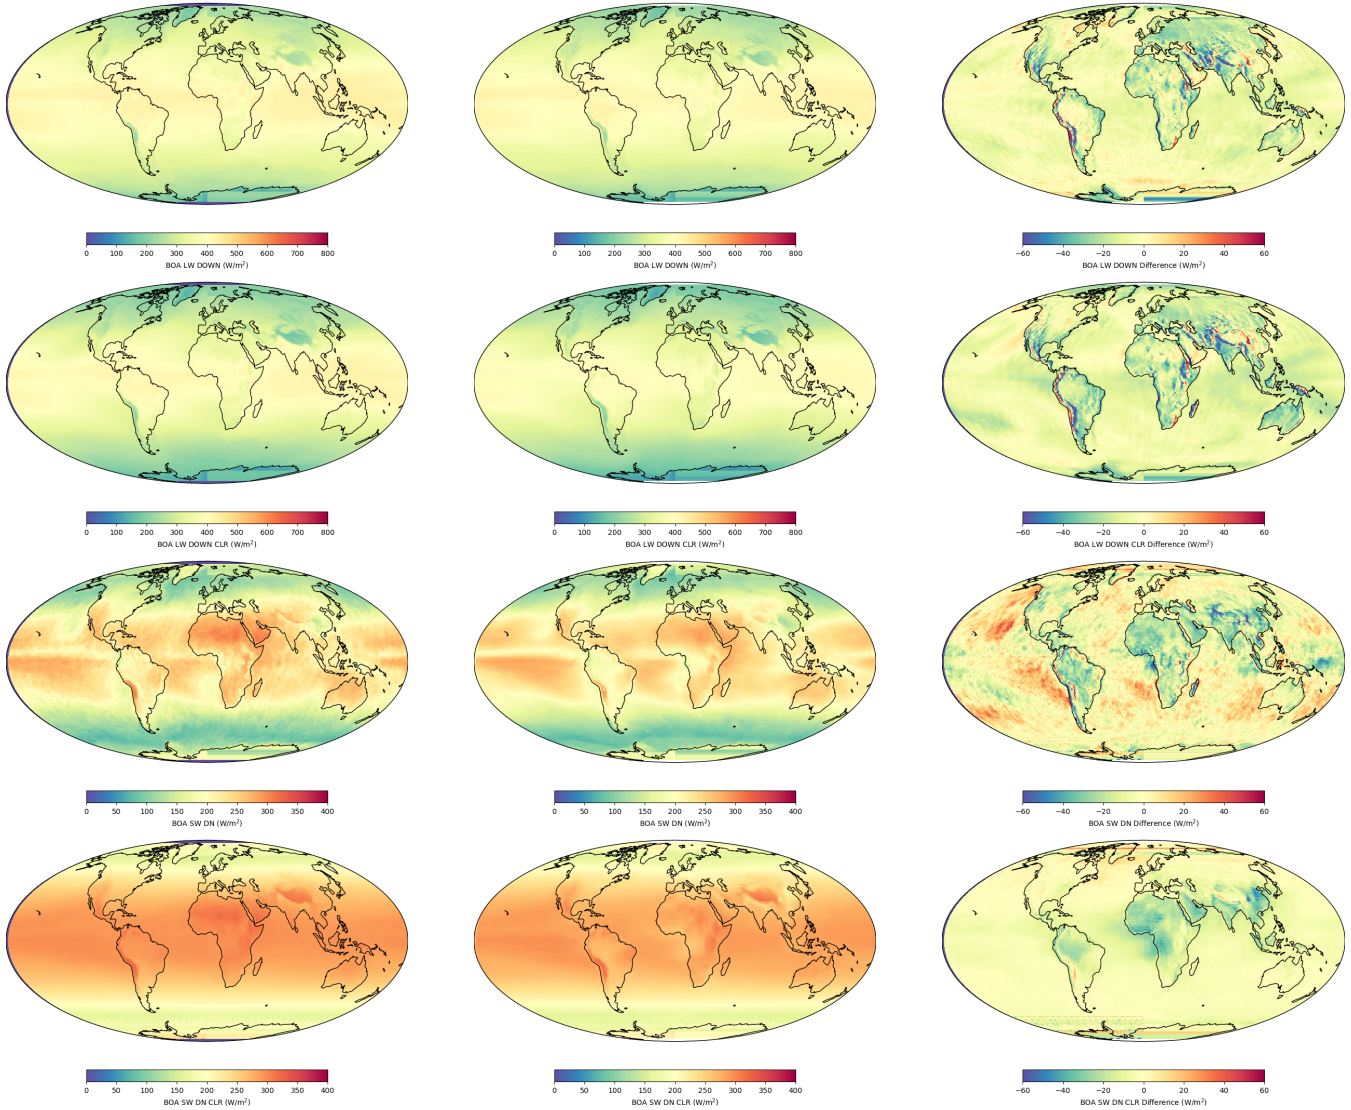 0 100 200 300 400 500 600 700 800
BOA LW DOWN (W/m²)
0 100 200 300 400 500 600 700 800
BOA LW DOWN (W/m²)
−60 −40 −20 0 20 40 60
BOA LW DOWN Difference (W/m²)
0 100 200 300 400 500 600 700 800
BOA LW DOWN CLR (W/m²)
0 100 200 300 400 500 600 700 800
BOA LW DOWN CLR (W/m²)
−60 −40 −20 0 20 40 60
BOA LW DOWN CLR Difference (W/m²)
0 50 100 150 200 250 300 350 400
BOA SW DN (W/m²)
0 50 100 150 200 250 300 350 400
BOA SW DN (W/m²)
−60 −40 −20 0 20 40 60
BOA SW DN Difference (W/m²)
0 50 100 150 200 250 300 350 400
BOA SW DN CLR (W/m²)
0 50 100 150 200 250 300 350 400
BOA SW DN CLR (W/m²)
−60 −40 −20 0 20 40 60
BOA SW DN CLR Difference (W/m²)